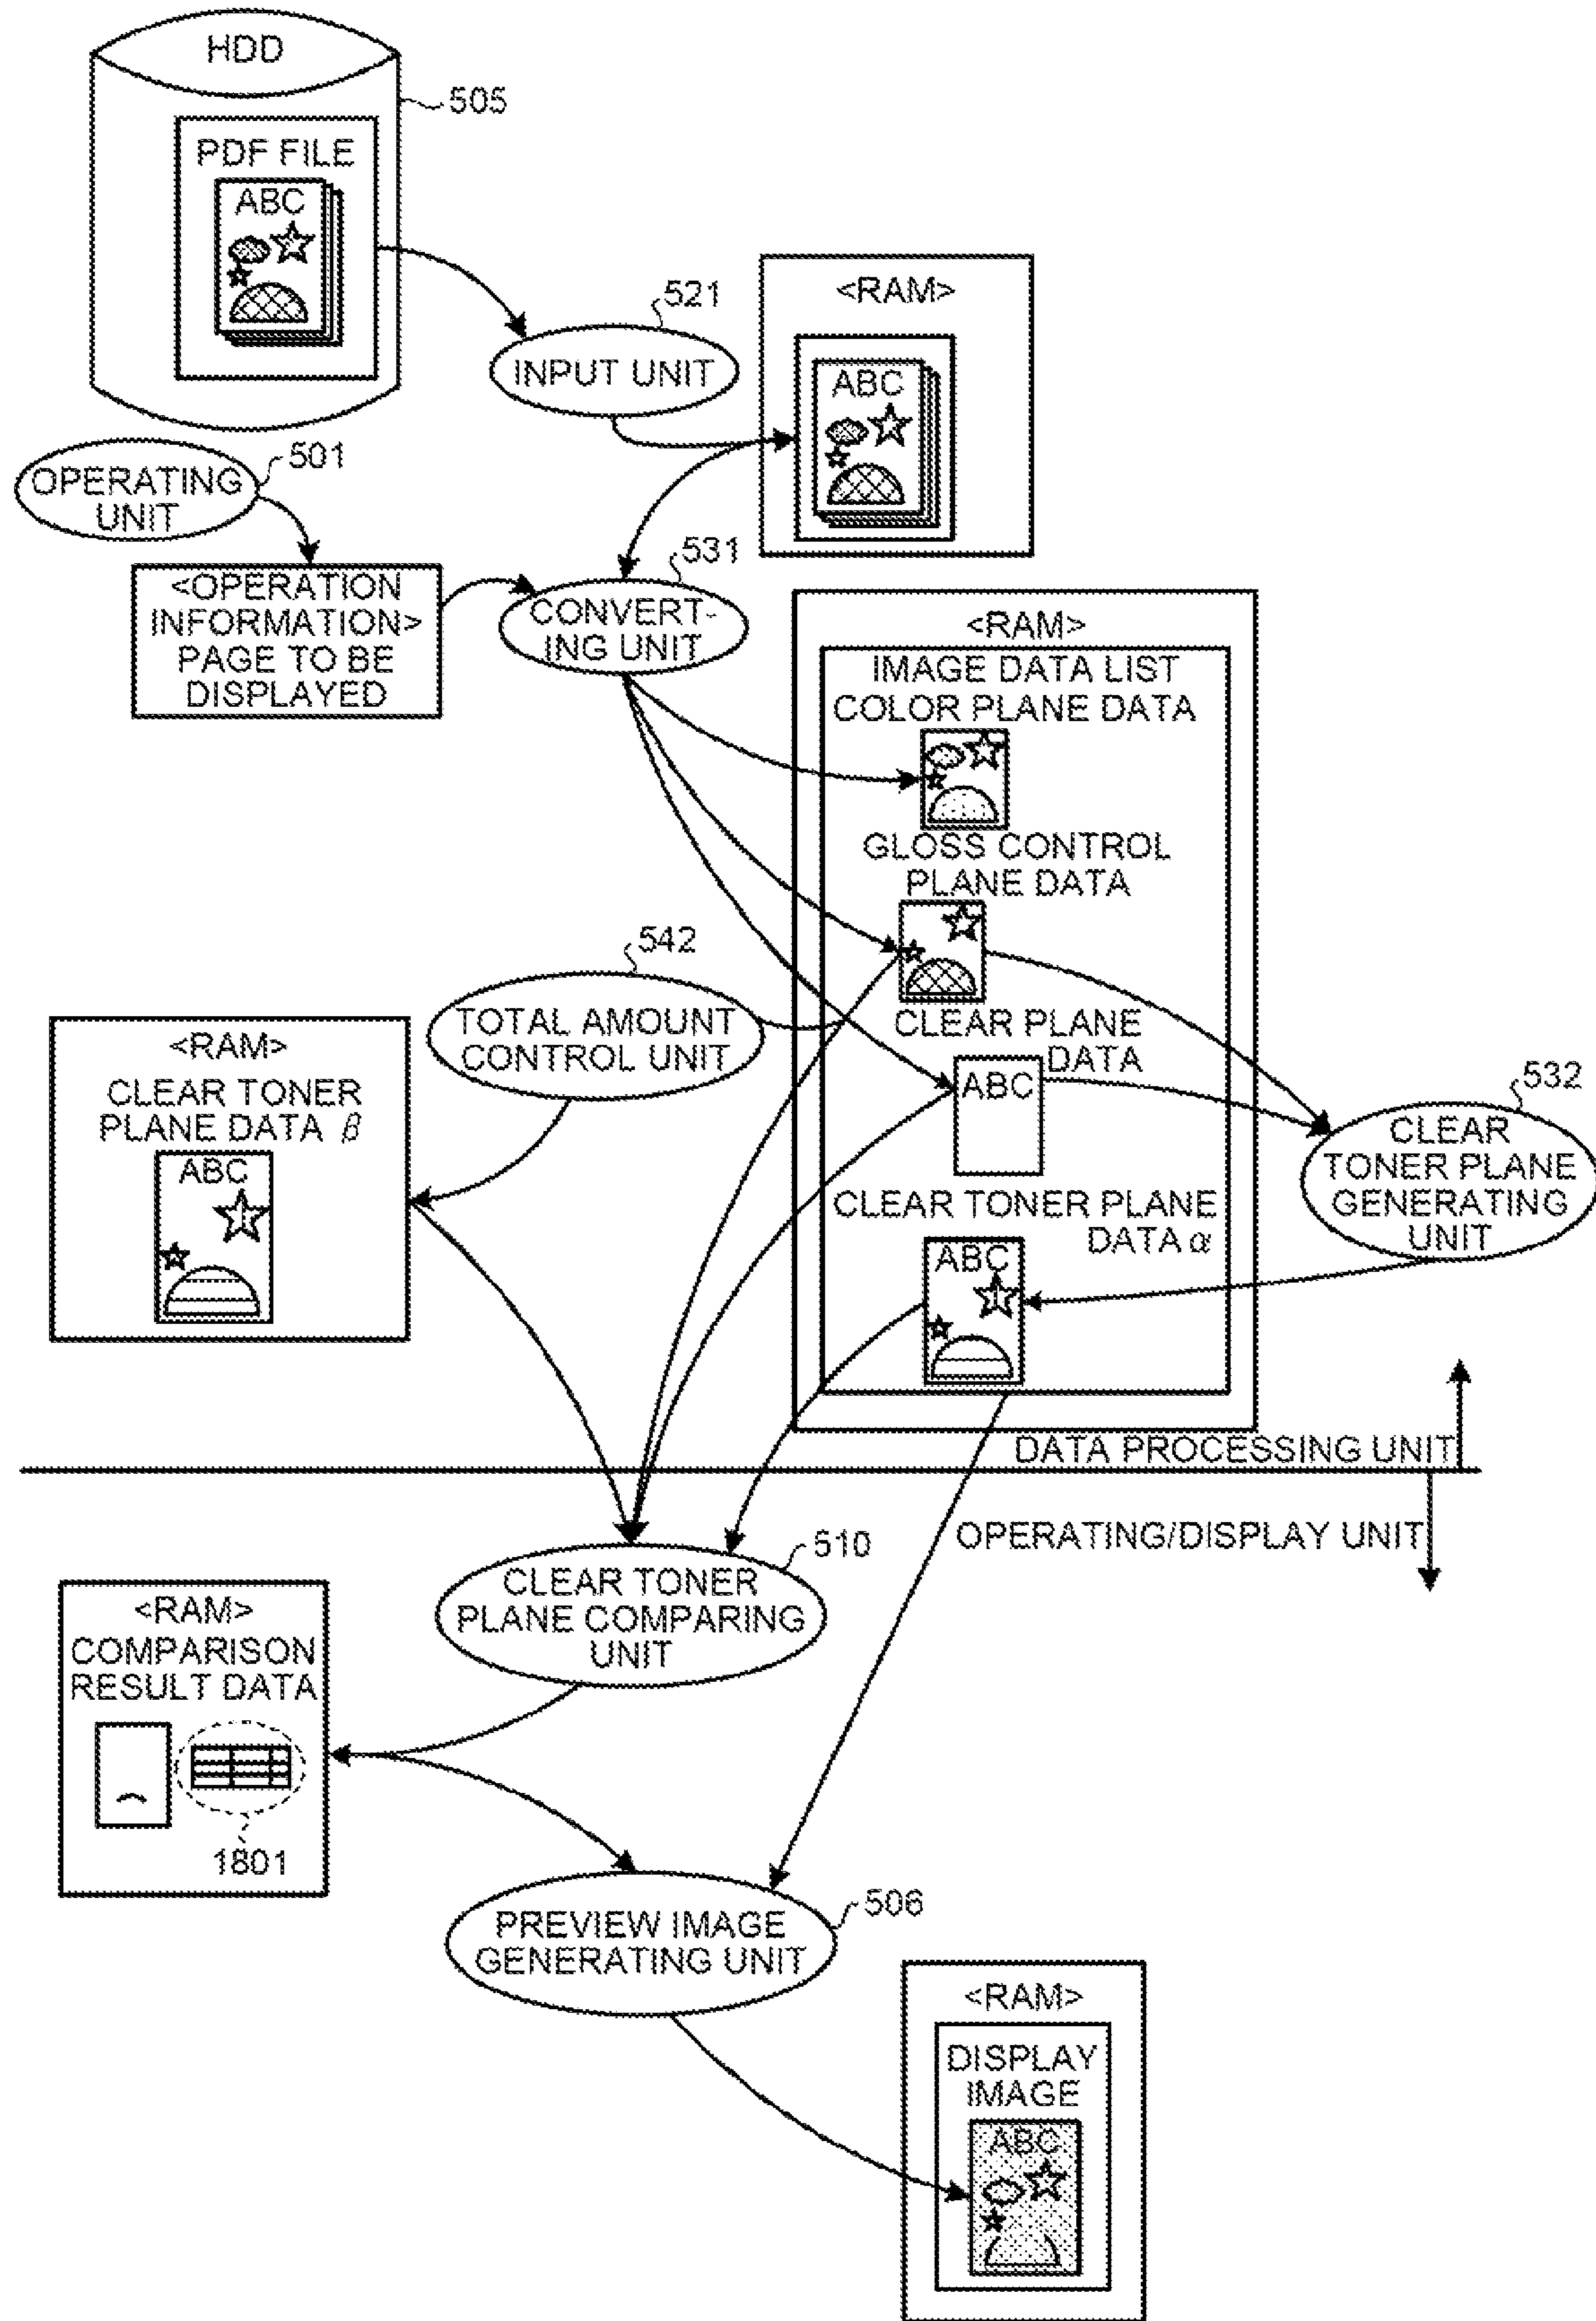 HDD
505
PDF FILE
ABC
521
INPUT UNIT
<RAM>
ABC
501
OPERATING
UNIT
<OPERATION
INFORMATION>
PAGE TO BE
DISPLAYED
531
CONVERT-
ING UNIT
<RAM>
IMAGE DATA LIST
COLOR PLANE DATA
GLOSS CONTROL
PLANE DATA
CLEAR PLANE
DATA
ABC
CLEAR TONER PLANE
DATA α
ABC
542
TOTAL AMOUNT
CONTROL UNIT
<RAM>
CLEAR TONER
PLANE DATA β
ABC
532
CLEAR
TONER PLANE
GENERATING
UNIT
DATA PROCESSING UNIT
OPERATING/DISPLAY UNIT
510
CLEAR TONER
PLANE COMPARING
UNIT
<RAM>
COMPARISON
RESULT DATA
1801
506
PREVIEW IMAGE
GENERATING UNIT
<RAM>
DISPLAY
IMAGE
ABC